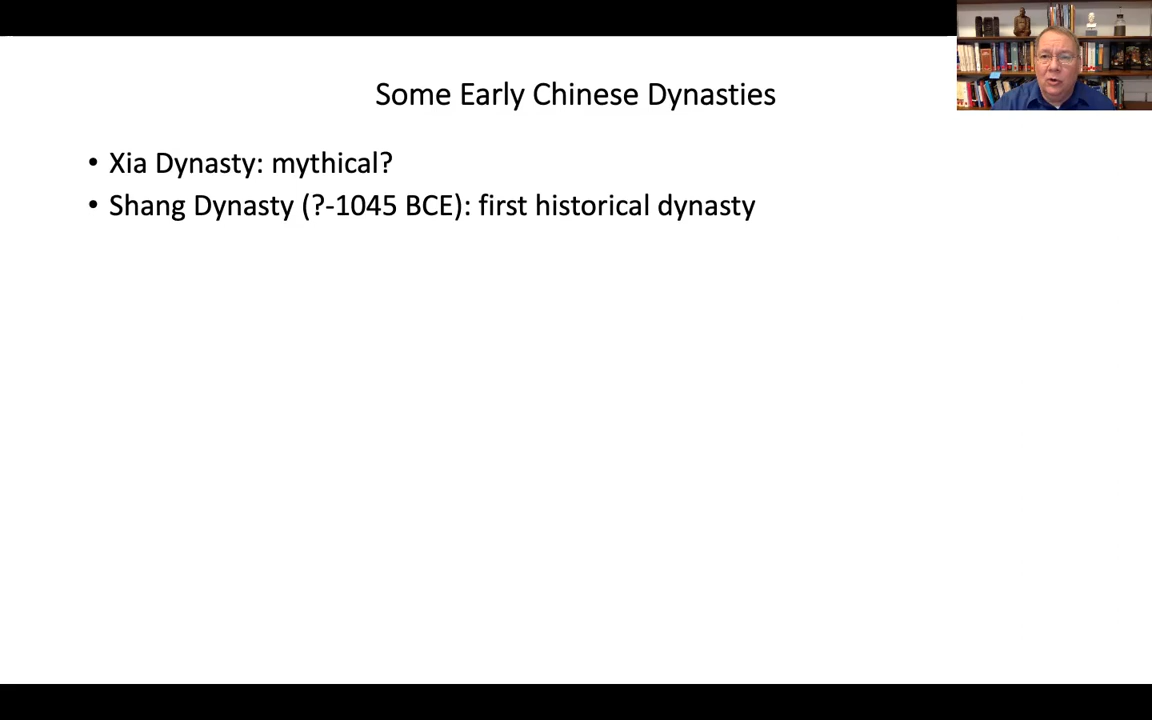 Some Early Chinese Dynasties
• Xia Dynasty: mythical?
• Shang Dynasty (?-1045 BCE): first historical dynasty